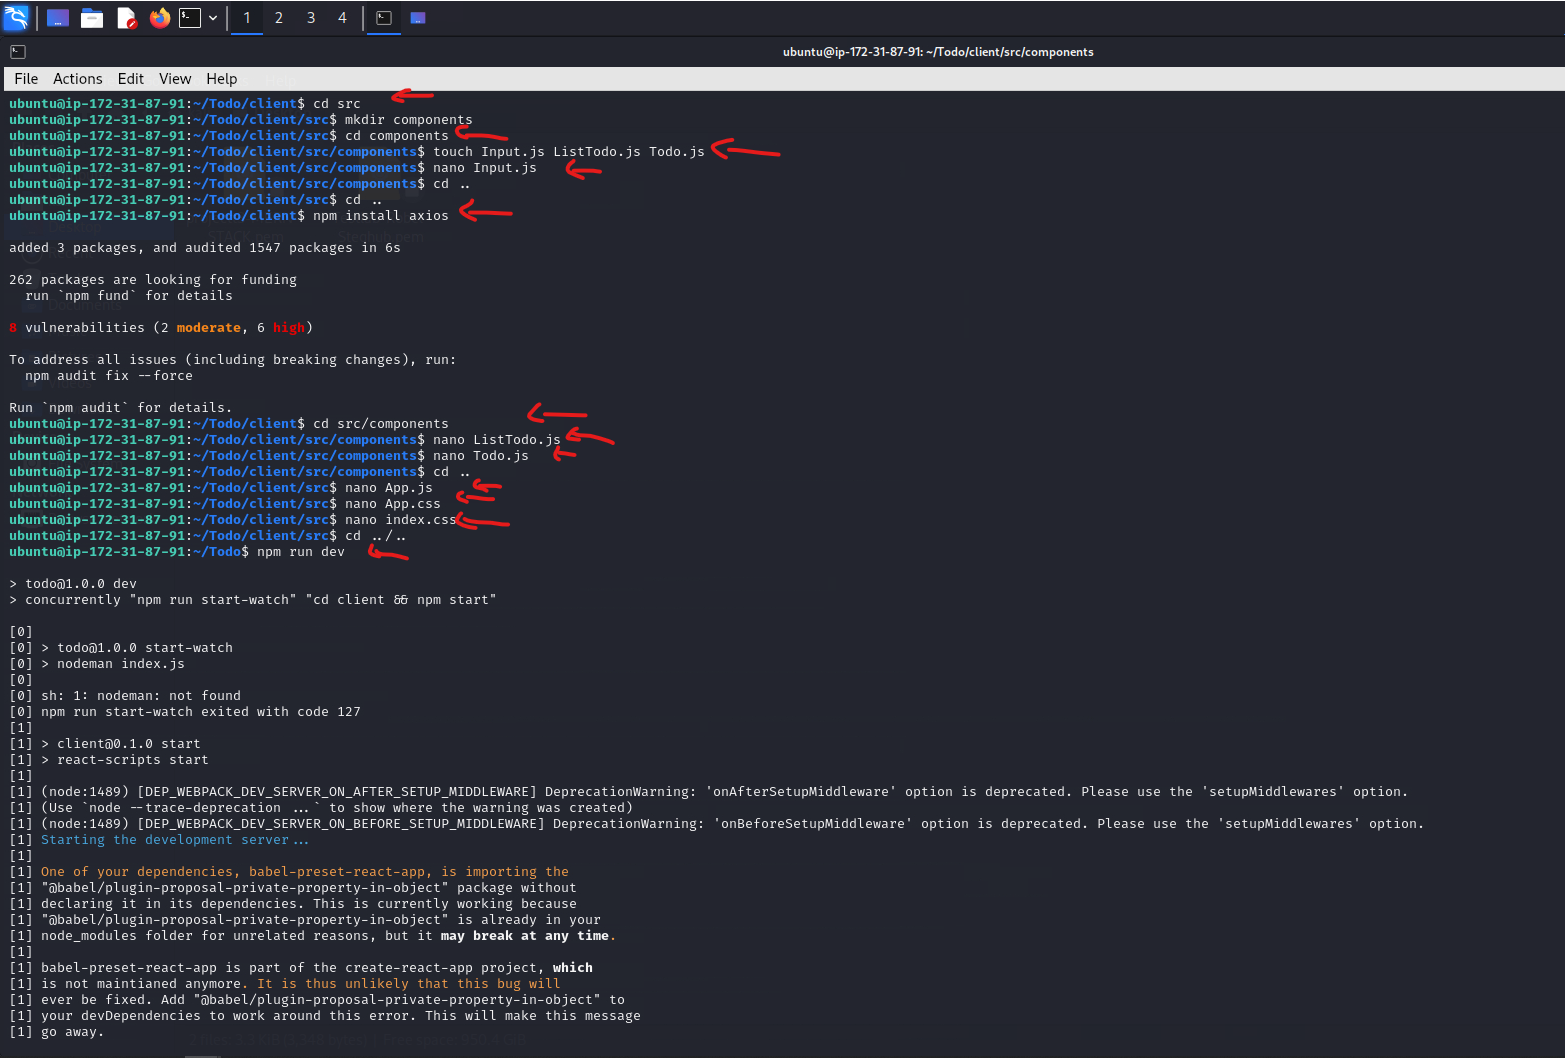 1 2 3 4
ubuntu@ip-172-31-87-91: ~/Todo/client/src/components
File Actions Edit View Help
ubuntu@ip-172-31-87-91:~/Todo/client$ cd src
ubuntu@ip-172-31-87-91:~/Todo/client/src$ mkdir components
ubuntu@ip-172-31-87-91:~/Todo/client/src$ cd components
ubuntu@ip-172-31-87-91:~/Todo/client/src/components$ touch Input.js ListTodo.js Todo.js
ubuntu@ip-172-31-87-91:~/Todo/client/src/components$ nano Input.js
ubuntu@ip-172-31-87-91:~/Todo/client/src/components$ cd ..
ubuntu@ip-172-31-87-91:~/Todo/client/src$ cd ..
ubuntu@ip-172-31-87-91:~/Todo/client$ npm install axios
added 3 packages, and audited 1547 packages in 6s
262 packages are looking for funding
run `npm fund` for details
8 vulnerabilities (2 moderate, 6 high)
To address all issues (including breaking changes), run:
npm audit fix --force
Run `npm audit` for details.
ubuntu@ip-172-31-87-91:~/Todo/client$ cd src/components
ubuntu@ip-172-31-87-91:~/Todo/client/src/components$ nano ListTodo.js
ubuntu@ip-172-31-87-91:~/Todo/client/src/components$ nano Todo.js
ubuntu@ip-172-31-87-91:~/Todo/client/src/components$ cd ..
ubuntu@ip-172-31-87-91:~/Todo/client/src$ nano App.js
ubuntu@ip-172-31-87-91:~/Todo/client/src$ nano App.css
ubuntu@ip-172-31-87-91:~/Todo/client/src$ nano index.css
ubuntu@ip-172-31-87-91:~/Todo/client/src$ cd ../..
ubuntu@ip-172-31-87-91:~/Todo$ npm run dev
> todo@1.0.0 dev
> concurrently "npm run start-watch" "cd client && npm start"
[0]
[0] > todo@1.0.0 start-watch
[0] > nodeman index.js
[0]
[0] sh: 1: nodeman: not found
[0] npm run start-watch exited with code 127
[1]
[1] > client@0.1.0 start
[1] > react-scripts start
[1]
[1] (node:1489) [DEP_WEBPACK_DEV_SERVER_ON_AFTER_SETUP_MIDDLEWARE] DeprecationWarning: 'onAfterSetupMiddleware' option is deprecated. Please use the 'setupMiddlewares' option.
[1] (Use `node --trace-deprecation ...` to show where the warning was created)
[1] (node:1489) [DEP_WEBPACK_DEV_SERVER_ON_BEFORE_SETUP_MIDDLEWARE] DeprecationWarning: 'onBeforeSetupMiddleware' option is deprecated. Please use the 'setupMiddlewares' option.
[1] Starting the development server...
[1]
[1] One of your dependencies, babel-preset-react-app, is importing the
[1] "@babel/plugin-proposal-private-property-in-object" package without
[1] declaring it in its dependencies. This is currently working because
[1] "@babel/plugin-proposal-private-property-in-object" is already in your
[1] node_modules folder for unrelated reasons, but it may break at any time.
[1]
[1] babel-preset-react-app is part of the create-react-app project, which
[1] is not maintianed anymore. It is thus unlikely that this bug will
[1] ever be fixed. Add "@babel/plugin-proposal-private-property-in-object" to
[1] your devDependencies to work around this error. This will make this message
[1] go away.